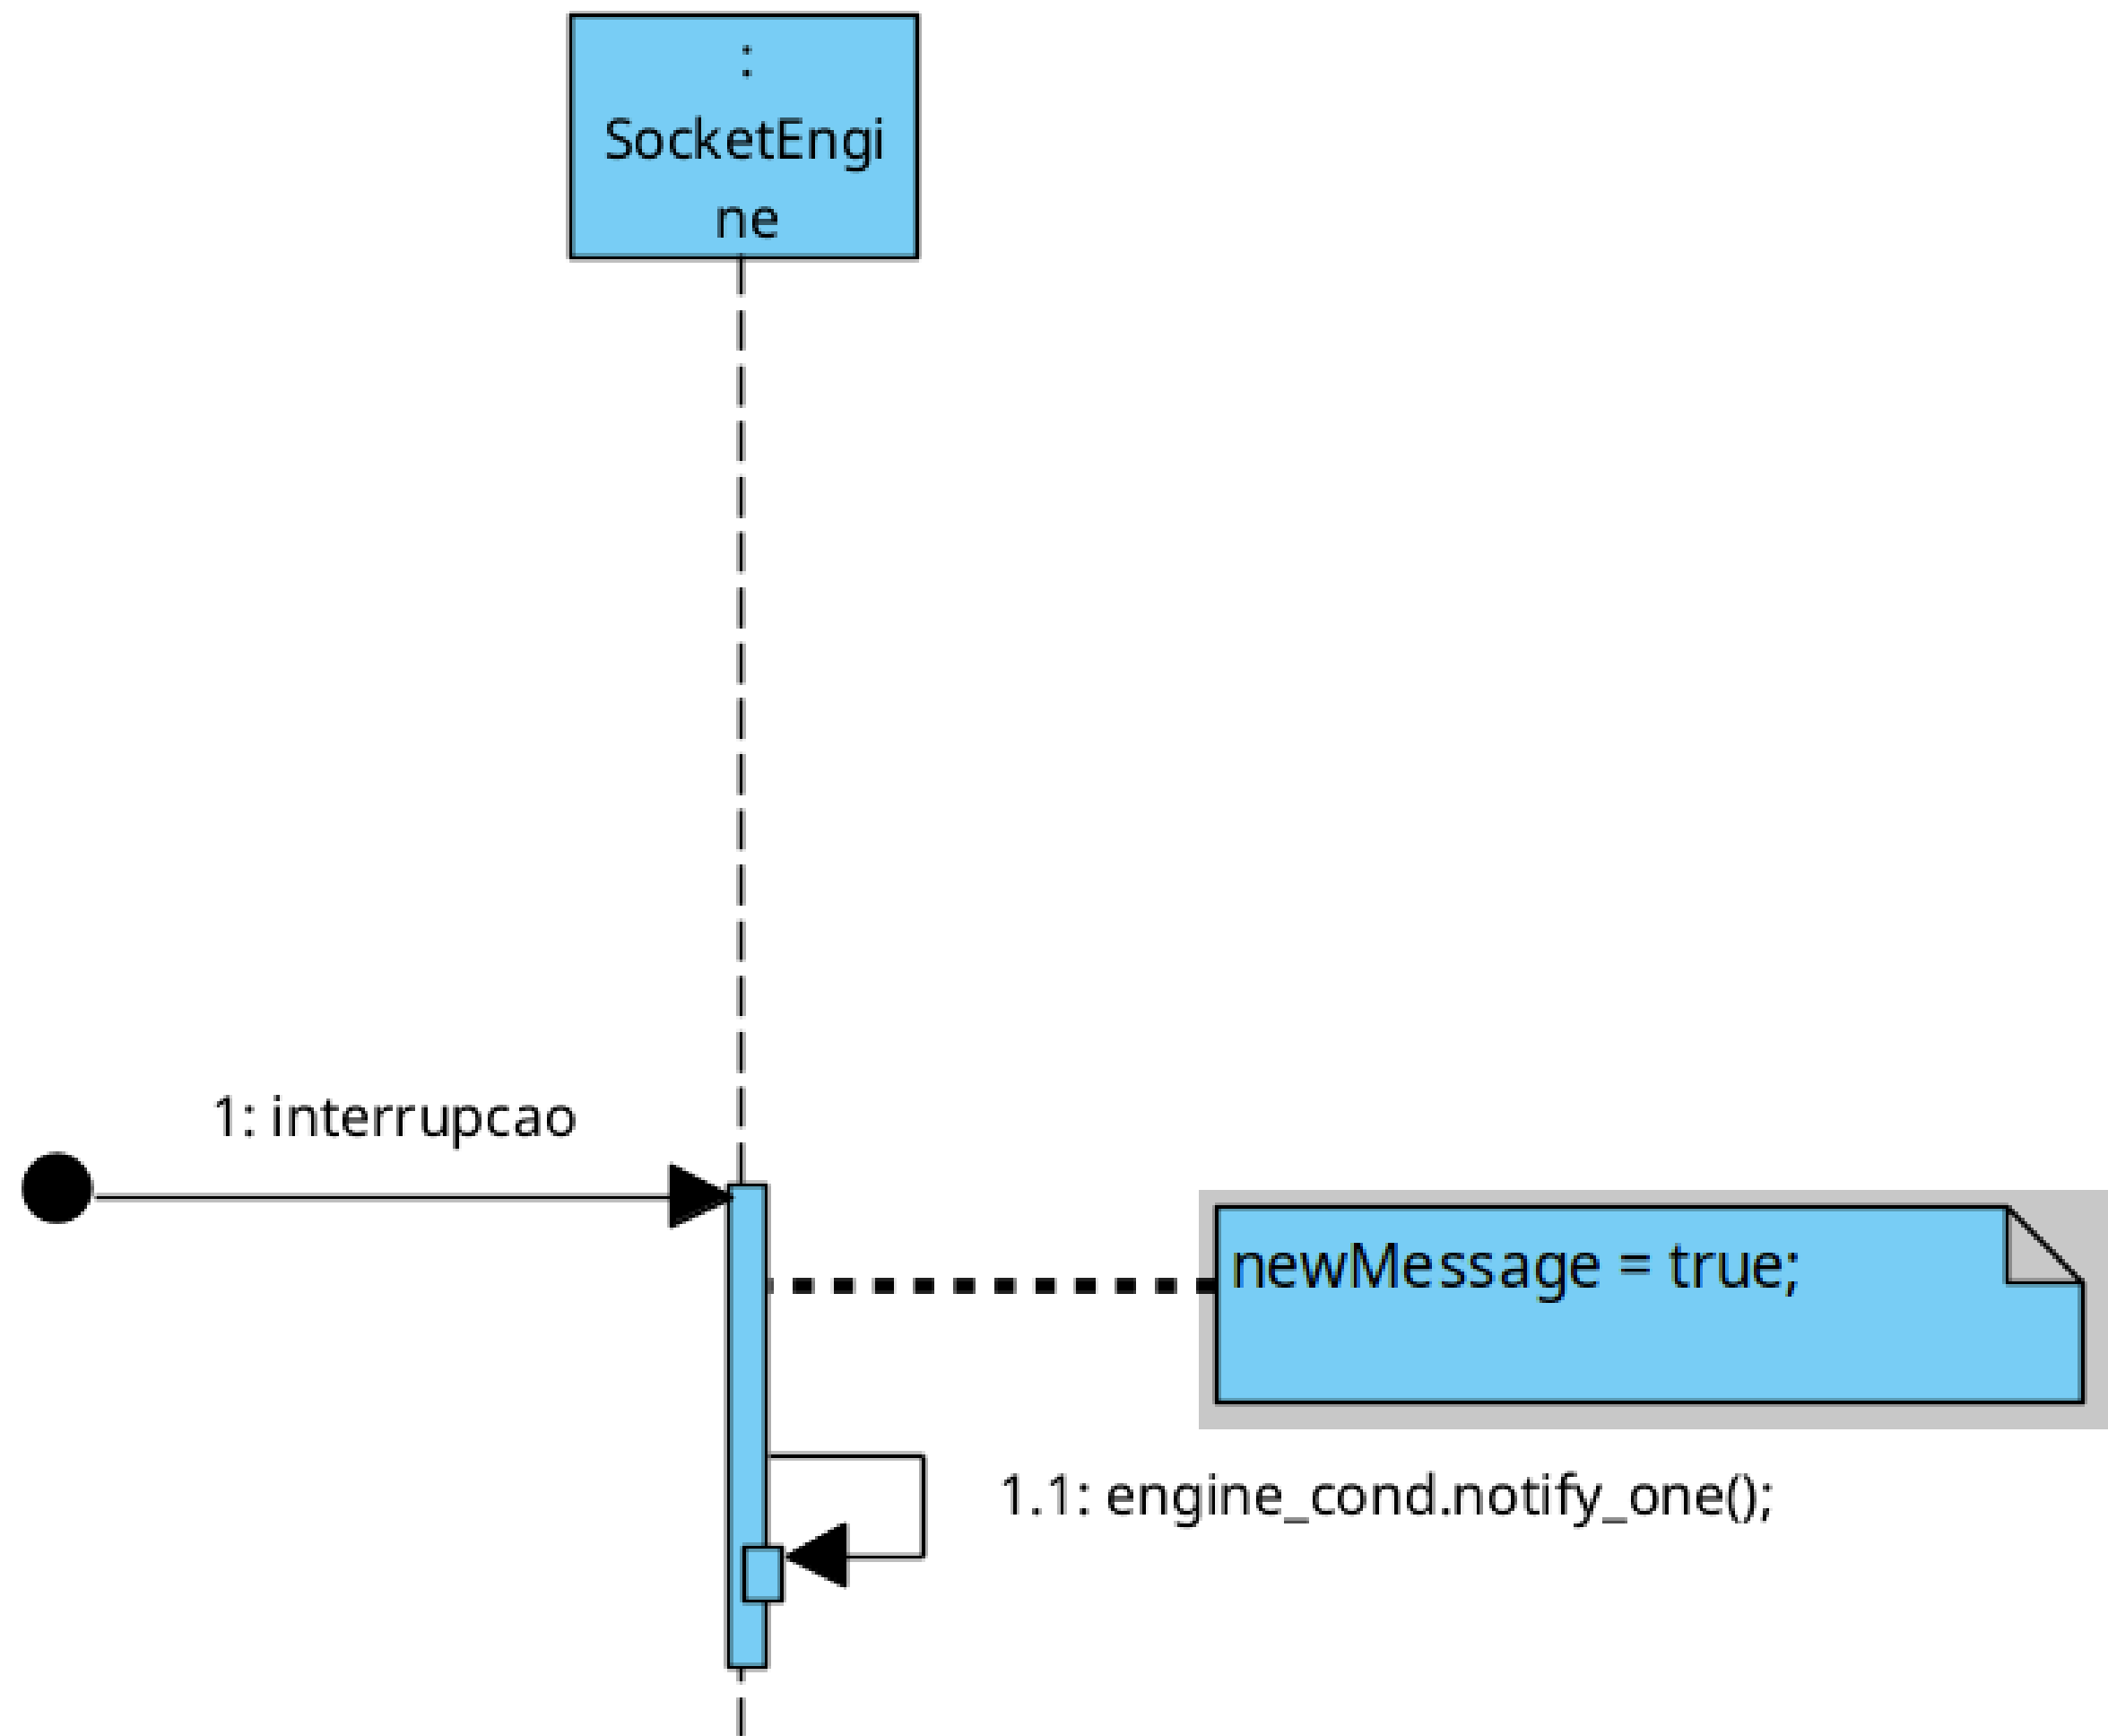 :
SocketEngi
ne
1: interrupcao
newMessage = true;
1.1: engine_cond.notify_one();